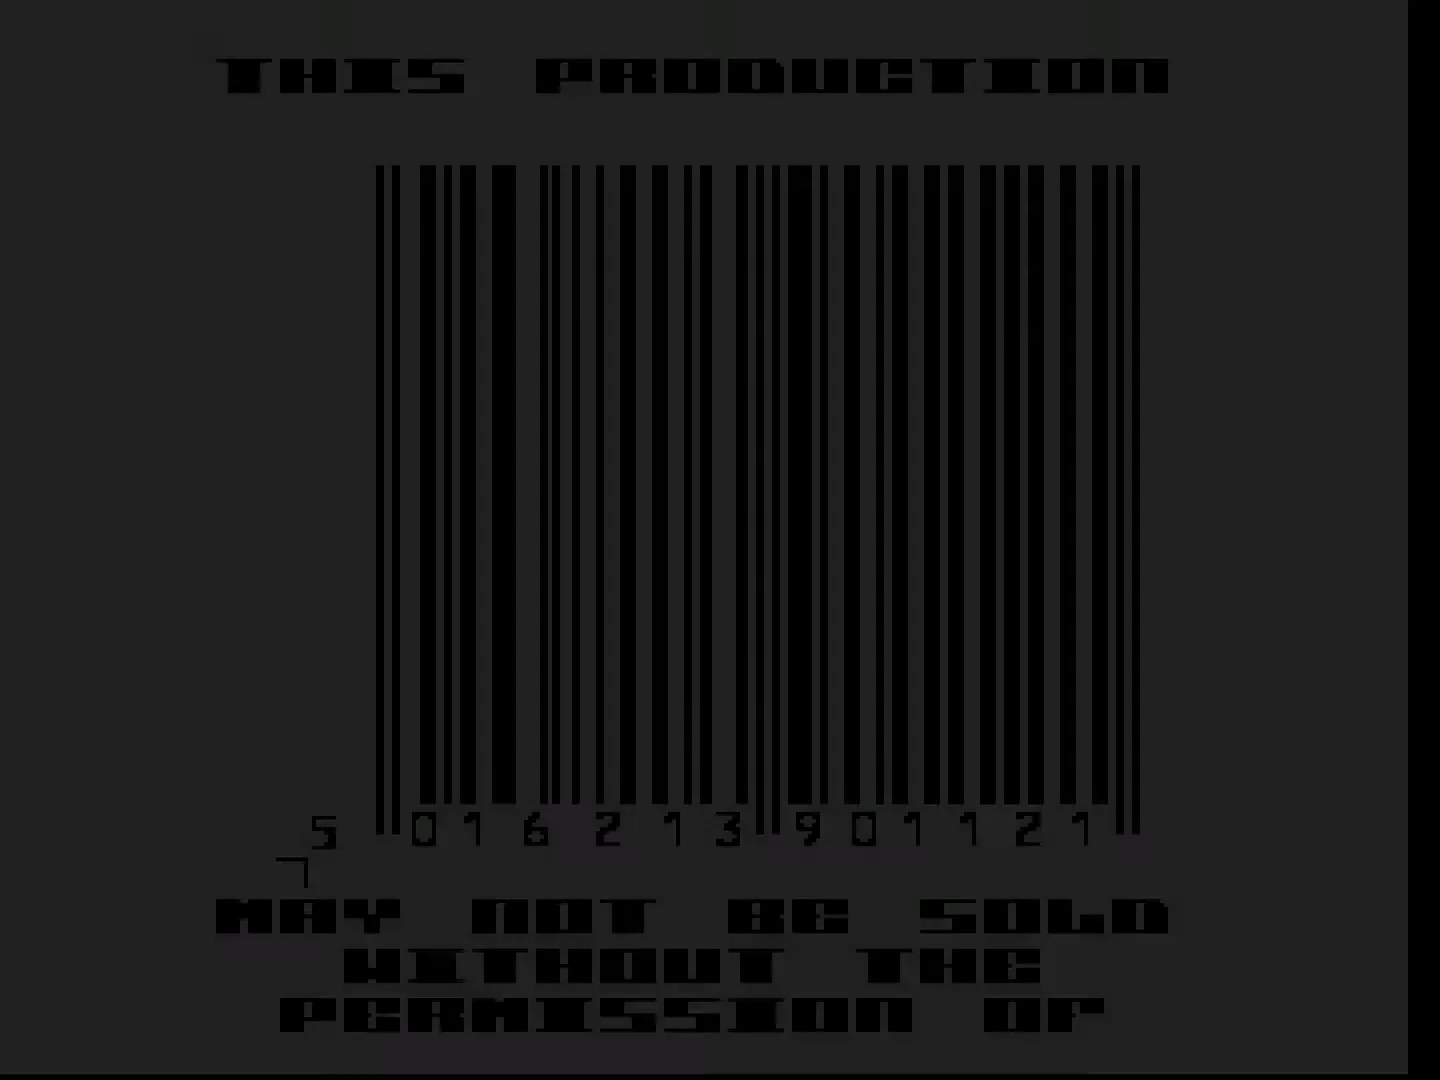 THIS PRODUCTION
5 016213 901121
MAY NOT BE SOLD
WITHOUT THE
PERMISSION OF